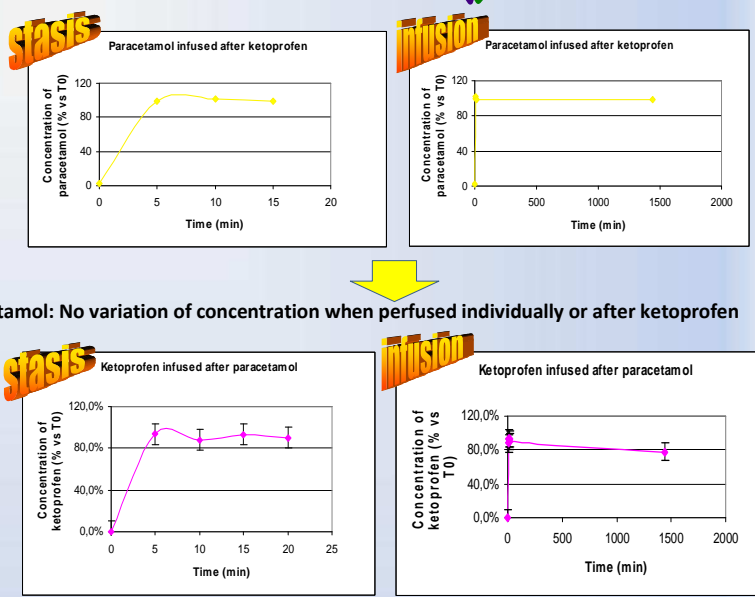 stasis
Paracetamol infused after ketoprofen
Concentration of
paracetamol (% vs T0)
120
80
40
0
0 5 10 15 20
Time (min)
infusion
Paracetamol infused after ketoprofen
Concentration of
paracetamol (% vs T0)
120
80
40
0
0 500 1000 1500 2000
Time (min)
tamol: No variation of concentration when perfused individually or after ketoprofen
stasis
Ketoprofen infused after paracetamol
Concentration of
ketoprofen (% vs T0)
120,0%
80,0%
40,0%
0,0%
0 5 10 15 20 25
Time (min)
infusion
Ketoprofen infused after paracetamol
Concentration of
ketoprofen (% vs
T0)
120,0%
80,0%
40,0%
0,0%
0 500 1000 1500 2000
Time (min)